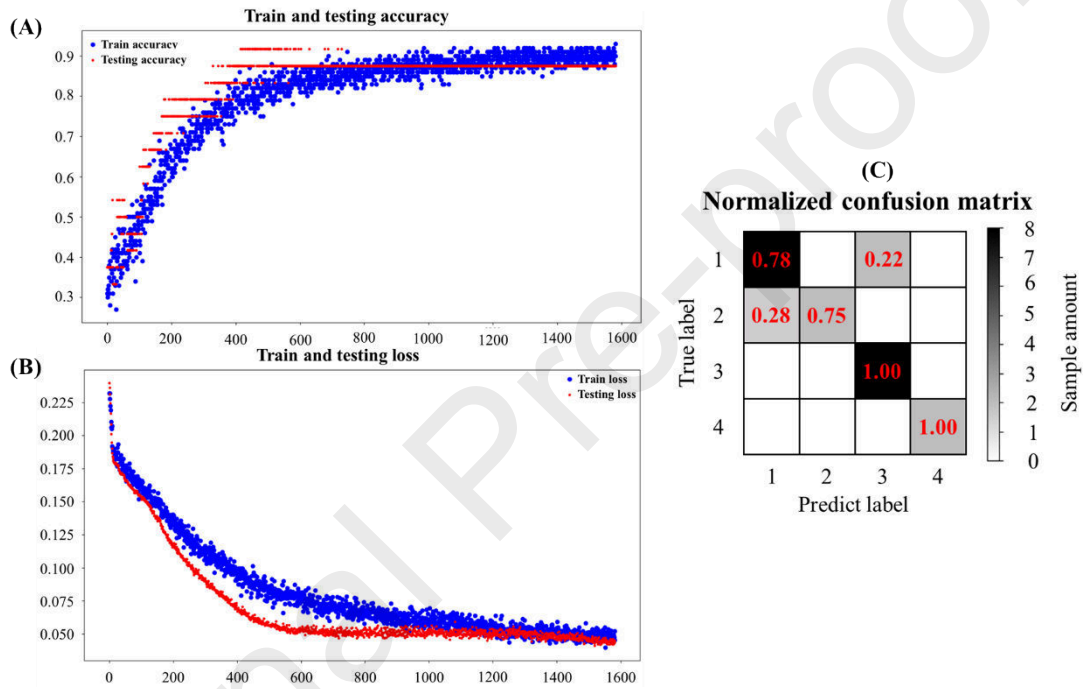 Train and testing accuracy
(A)
Train accuracy
Testing accuracy
0.9
0.8
0.7
0.6
0.5
0.4
0.3
0 200 400 600 800 1000 1200 1400 1600
Train and testing loss
(B)
Train loss
Testing loss
0.225
0.200
0.175
0.150
0.125
0.100
0.075
0.050
0 200 400 600 800 1000 1200 1400 1600
(C)
Normalized confusion matrix
True label
1 0.78 0.22
2 0.28 0.75
3 1.00
4 1.00
1 2 3 4
Predict label
8
7
6
5
4
3
2
1
0
Sample amount
nal Pre-proo